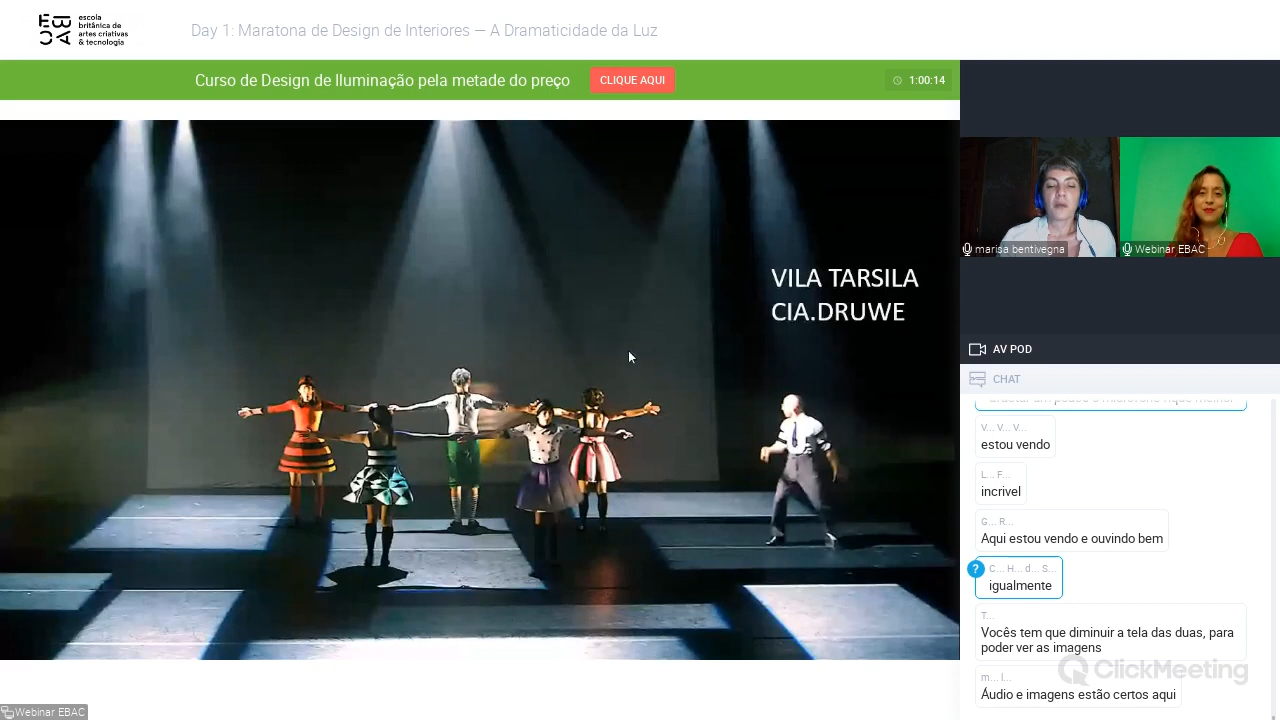 escola
britânica de
artes criativas
& tecnologia
EBAC
Day 1: Maratona de Design de Interiores — A Dramaticidade da Luz
Curso de Design de Iluminação pela metade do preço
CLIQUE AQUI
1:00:14
VILA TARSILA
CIA.DRUWE
marisa bentivegna
Webinar EBAC
AV POD
CHAT
V... V... V...
estou vendo
L... F...
incrivel
G... R...
Aqui estou vendo e ouvindo bem
?
C... H... d... S...
igualmente
T...
Vocês tem que diminuir a tela das duas, para
poder ver as imagens
m... l...
Áudio e imagens estão certos aqui
ClickMeeting
Webinar EBAC